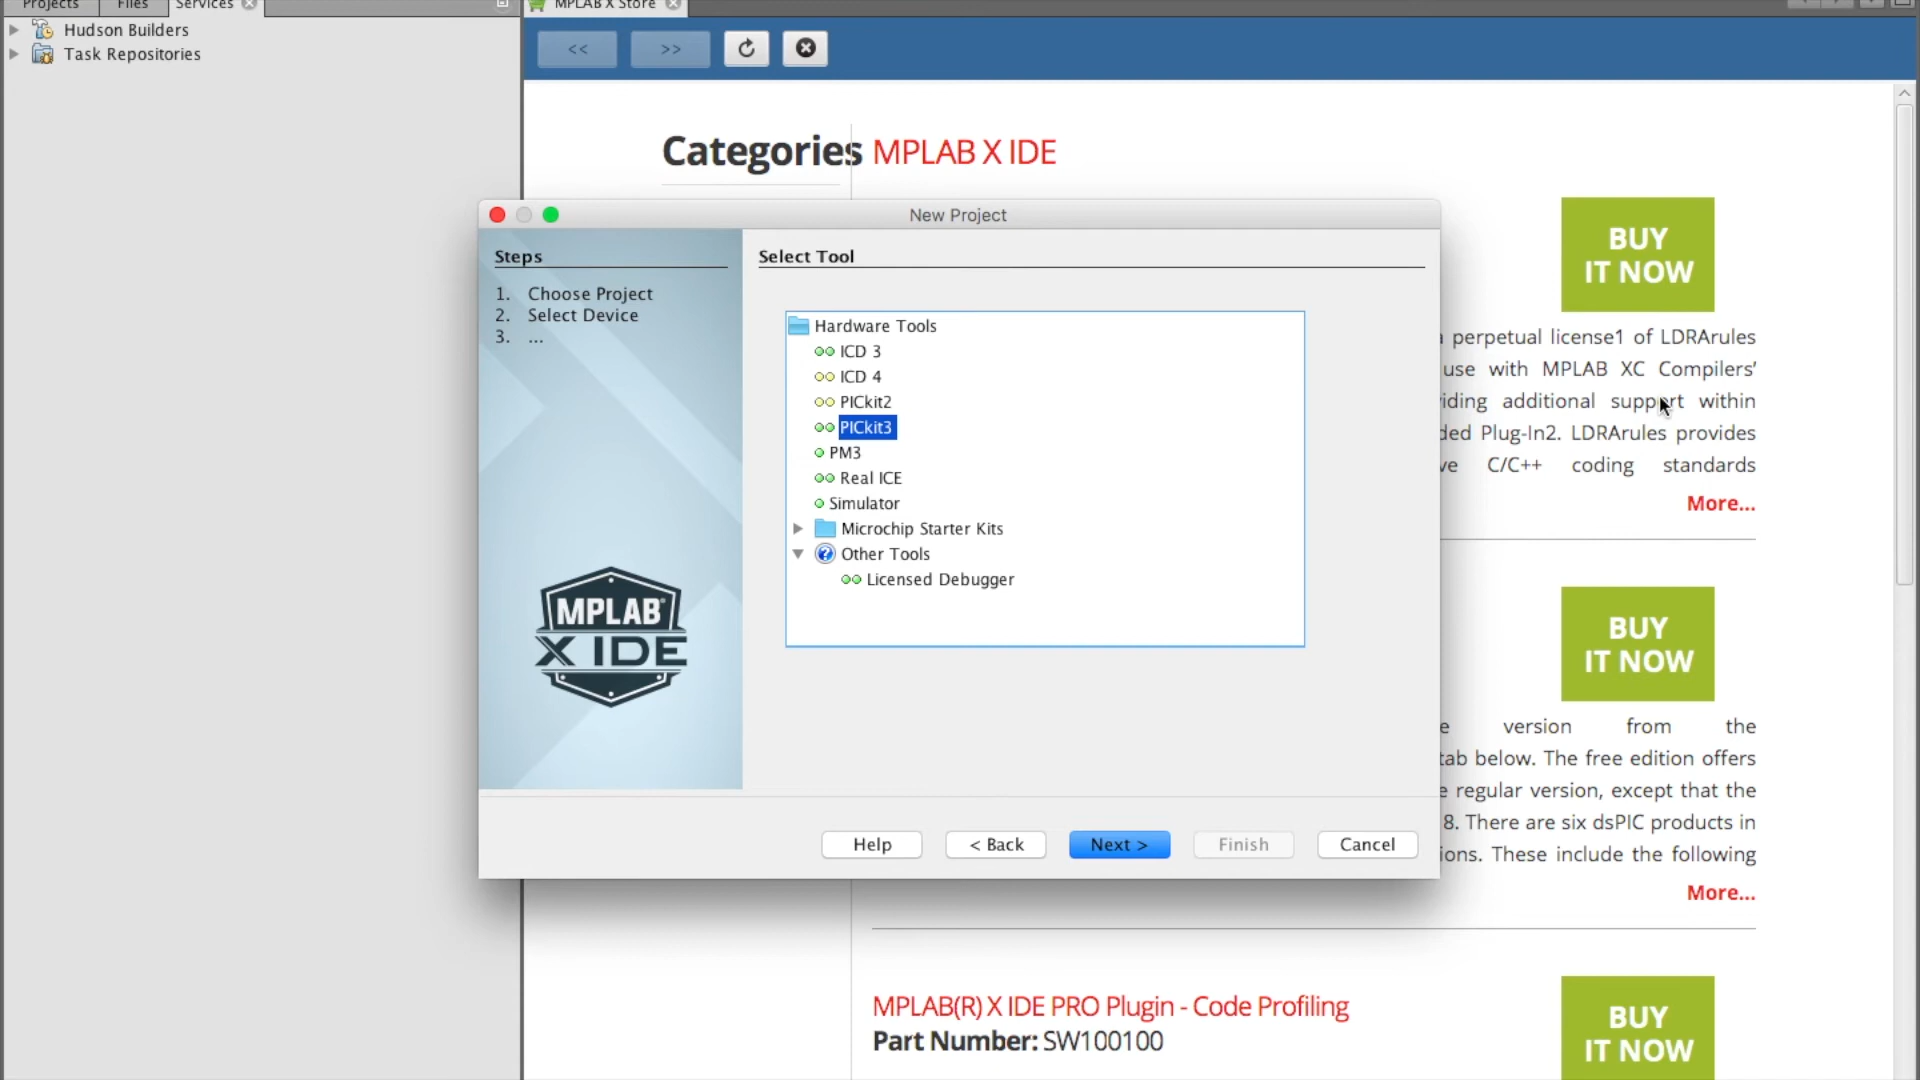 Projects
Files
Services
MPLAB X Store
Hudson Builders
Task Repositories
<<
>>
Categories
MPLAB X IDE
BUY
IT NOW
perpetual license1 of LDRArules
use with MPLAB XC Compilers’
additional support within
Plug-In2. LDRArules provides
C/C++ coding standards
More...
New Project
Steps
1. Choose Project
2. Select Device
3. ...
MPLAB
X IDE
Select Tool
Hardware Tools
ICD 3
ICD 4
PICkit2
PICkit3
PM3
Real ICE
Simulator
Microchip Starter Kits
Other Tools
Licensed Debugger
Help
< Back
Next >
Finish
Cancel
BUY
IT NOW
version from the
tab below. The free edition offers
regular version, except that the
8. There are six dsPIC products in
These include the following
More...
MPLAB(R) X IDE PRO Plugin - Code Profiling
Part Number: SW100100
BUY
IT NOW